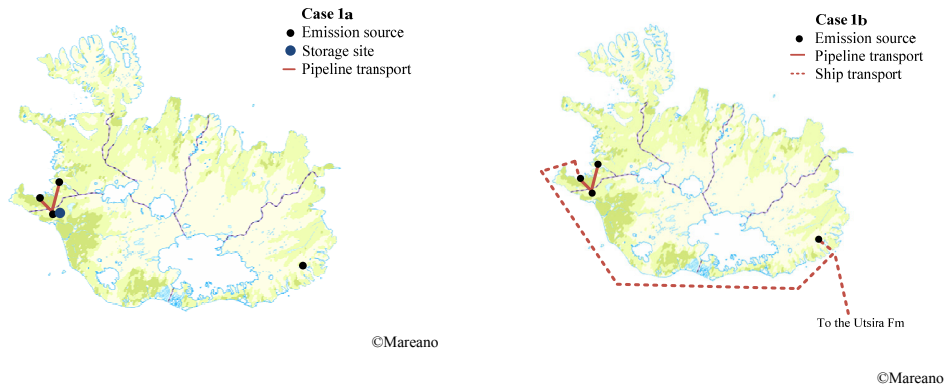 Case 1a
Emission source
Storage site
Pipeline transport
©Mareano
Case 1b
Emission source
Pipeline transport
Ship transport
To the Utsira Fm
©Mareano